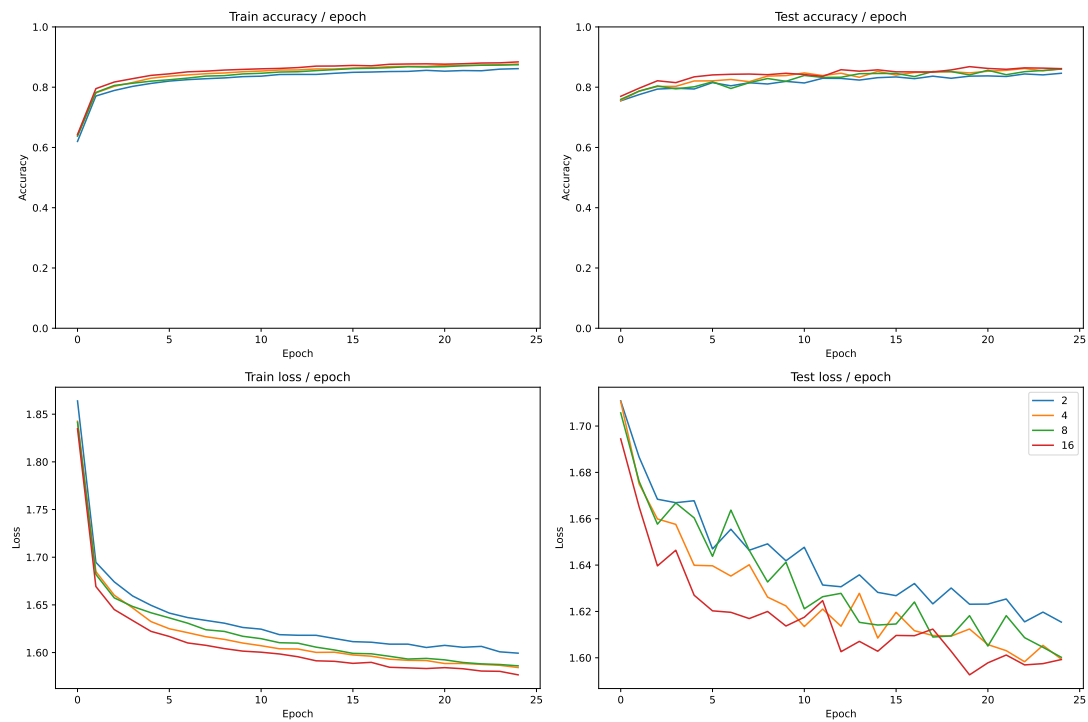 Train accuracy / epoch
1.0
0.8
0.6
0.4
0.2
0.0
Accuracy
0 5 10 15 20 25
Epoch
Test accuracy / epoch
1.0
0.8
0.6
0.4
0.2
0.0
Accuracy
0 5 10 15 20 25
Epoch
Train loss / epoch
1.85
1.80
1.75
1.70
1.65
1.60
Loss
0 5 10 15 20 25
Epoch
Test loss / epoch
1.70
1.68
1.66
1.64
1.62
1.60
Loss
0 5 10 15 20 25
Epoch
2
4
8
16